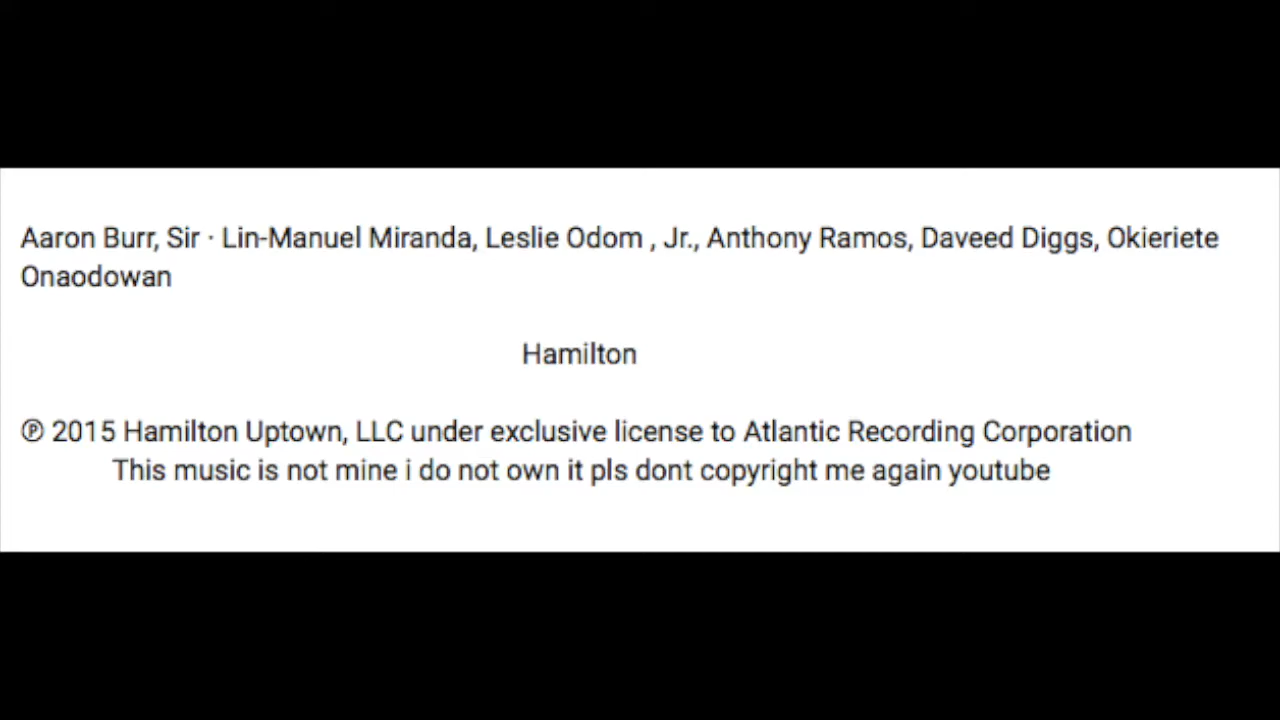 Aaron Burr, Sir · Lin-Manuel Miranda, Leslie Odom , Jr., Anthony Ramos, Daveed Diggs, Okieriete
Onaodowan
Hamilton
℗ 2015 Hamilton Uptown, LLC under exclusive license to Atlantic Recording Corporation
This music is not mine i do not own it pls dont copyright me again youtube